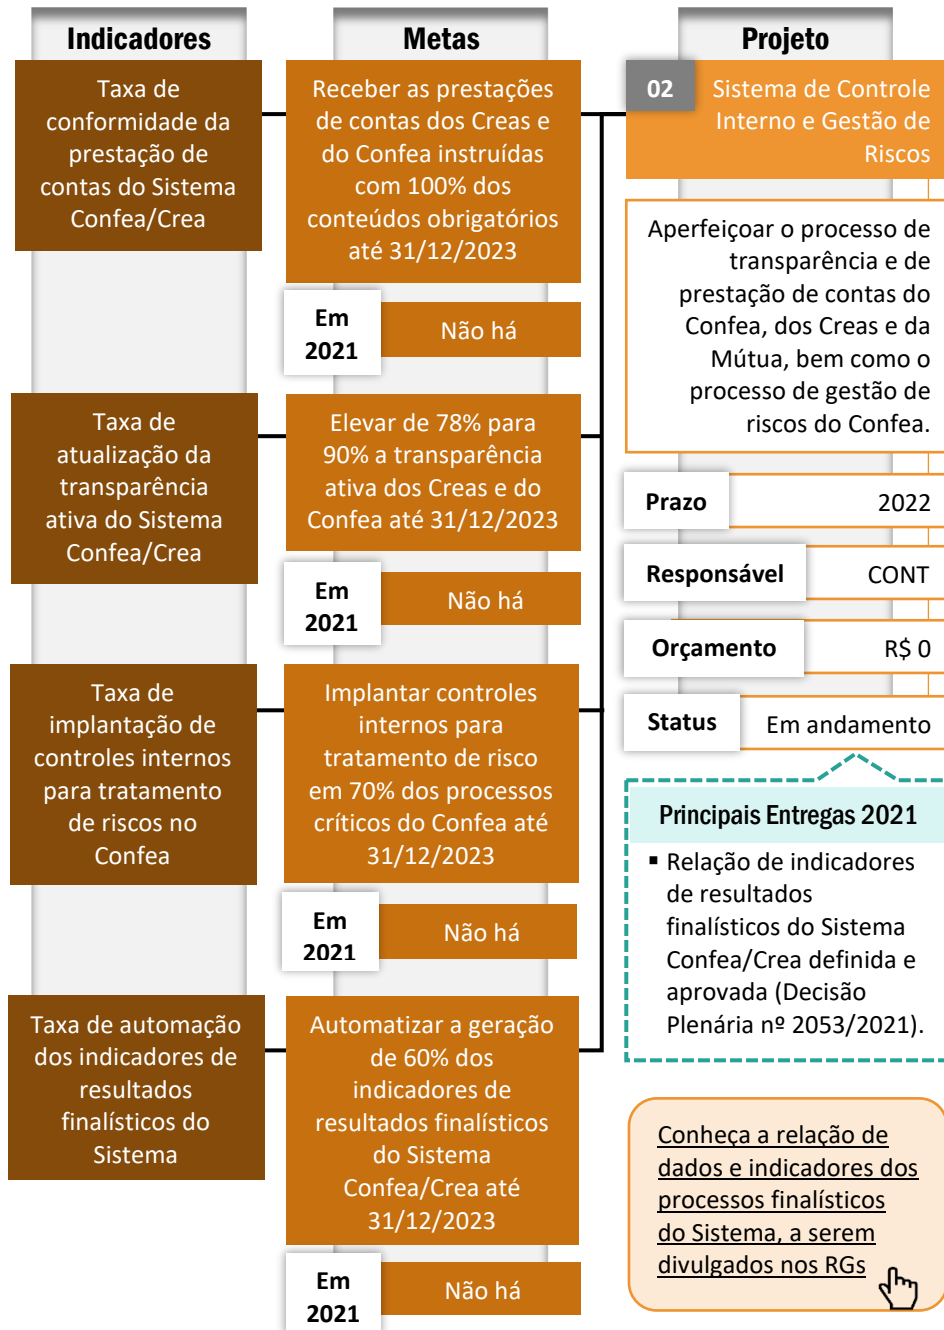 Indicadores
Metas
Projeto
Taxa de
conformidade da
prestação de
contas do Sistema
Confea/Crea
Receber as prestações
de contas dos Creas e
do Confea instruídas
com 100% dos
conteúdos obrigatórios
até 31/12/2023
Em
2021
Não há
Taxa de
atualização da
transparência
ativa do Sistema
Confea/Crea
Elevar de 78% para
90% a transparência
ativa dos Creas e do
Confea até 31/12/2023
Em
2021
Não há
Taxa de
implantação de
controles internos
para tratamento
de riscos no
Confea
Implantar controles
internos para
tratamento de risco
em 70% dos processos
críticos do Confea até
31/12/2023
Em
2021
Não há
Taxa de automação
dos indicadores de
resultados
finalísticos do
Sistema
Automatizar a geração
de 60% dos
indicadores de
resultados finalísticos
do Sistema
Confea/Crea até
31/12/2023
Em
2021
Não há
02
Sistema de Controle
Interno e Gestão de
Riscos
Aperfeiçoar o processo de
transparência e de
prestação de contas do
Confea, dos Creas e da
Mútua, bem como o
processo de gestão de
riscos do Confea.
Prazo 2022
Responsável CONT
Orçamento R$ 0
Status Em andamento
Principais Entregas 2021
▪ Relação de indicadores
de resultados
finalísticos do Sistema
Confea/Crea definida e
aprovada (Decisão
Plenária nº 2053/2021).
Conheça a relação de
dados e indicadores dos
processos finalísticos
do Sistema, a serem
divulgados nos RGs